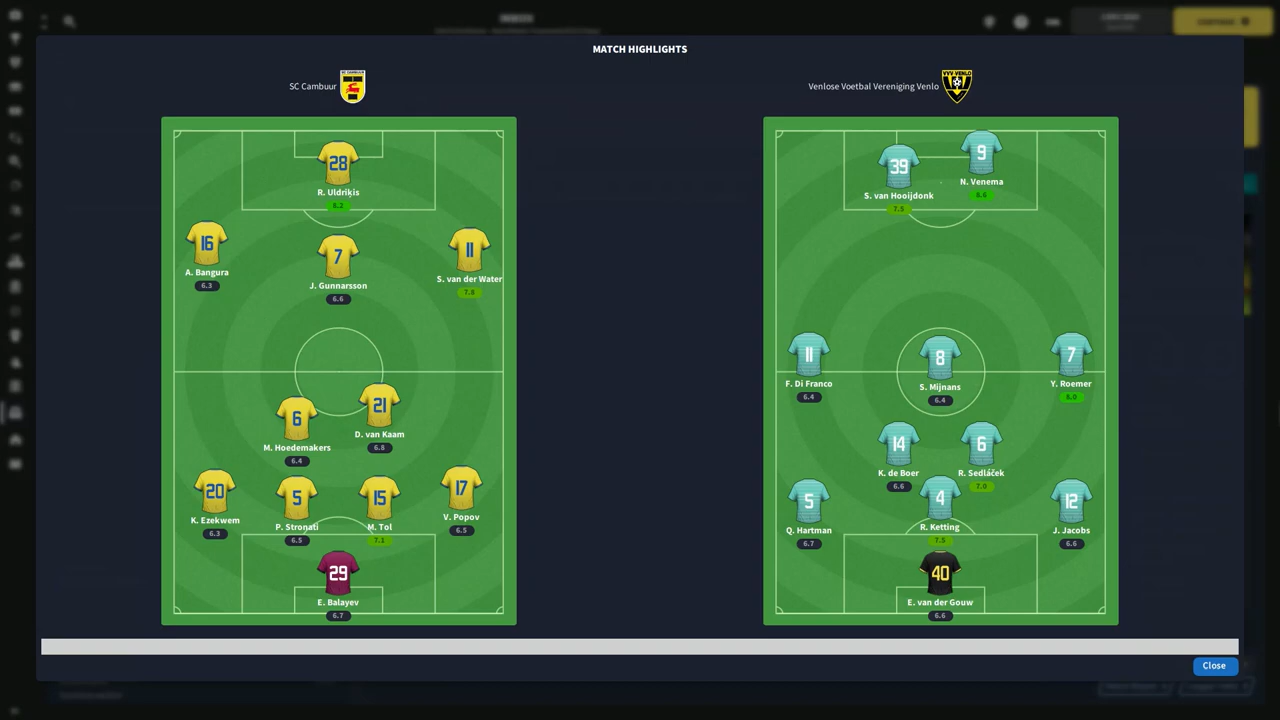 MATCH HIGHLIGHTS
SC Cambuur
SC CAMBUUR
Venlose Voetbal Vereniging Venlo
VVV-VENLO
28
R. Uldriķis
8.2
16
A. Bangura
6.3
7
J. Gunnarsson
6.6
11
S. van der Water
7.8
6
M. Hoedemakers
6.4
21
D. van Kaam
6.8
20
K. Ezekwem
6.3
5
P. Stronati
6.5
15
M. Tol
7.1
17
V. Popov
6.5
29
E. Balayev
6.7
39
S. van Hooijdonk
7.5
9
N. Venema
8.6
11
F. Di Franco
6.4
8
S. Mijnans
6.4
7
Y. Roemer
8.0
14
K. de Boer
6.6
6
R. Sedláček
7.0
5
Q. Hartman
6.7
4
R. Ketting
7.5
12
J. Jacobs
6.6
40
E. van der Gouw
6.6
Close